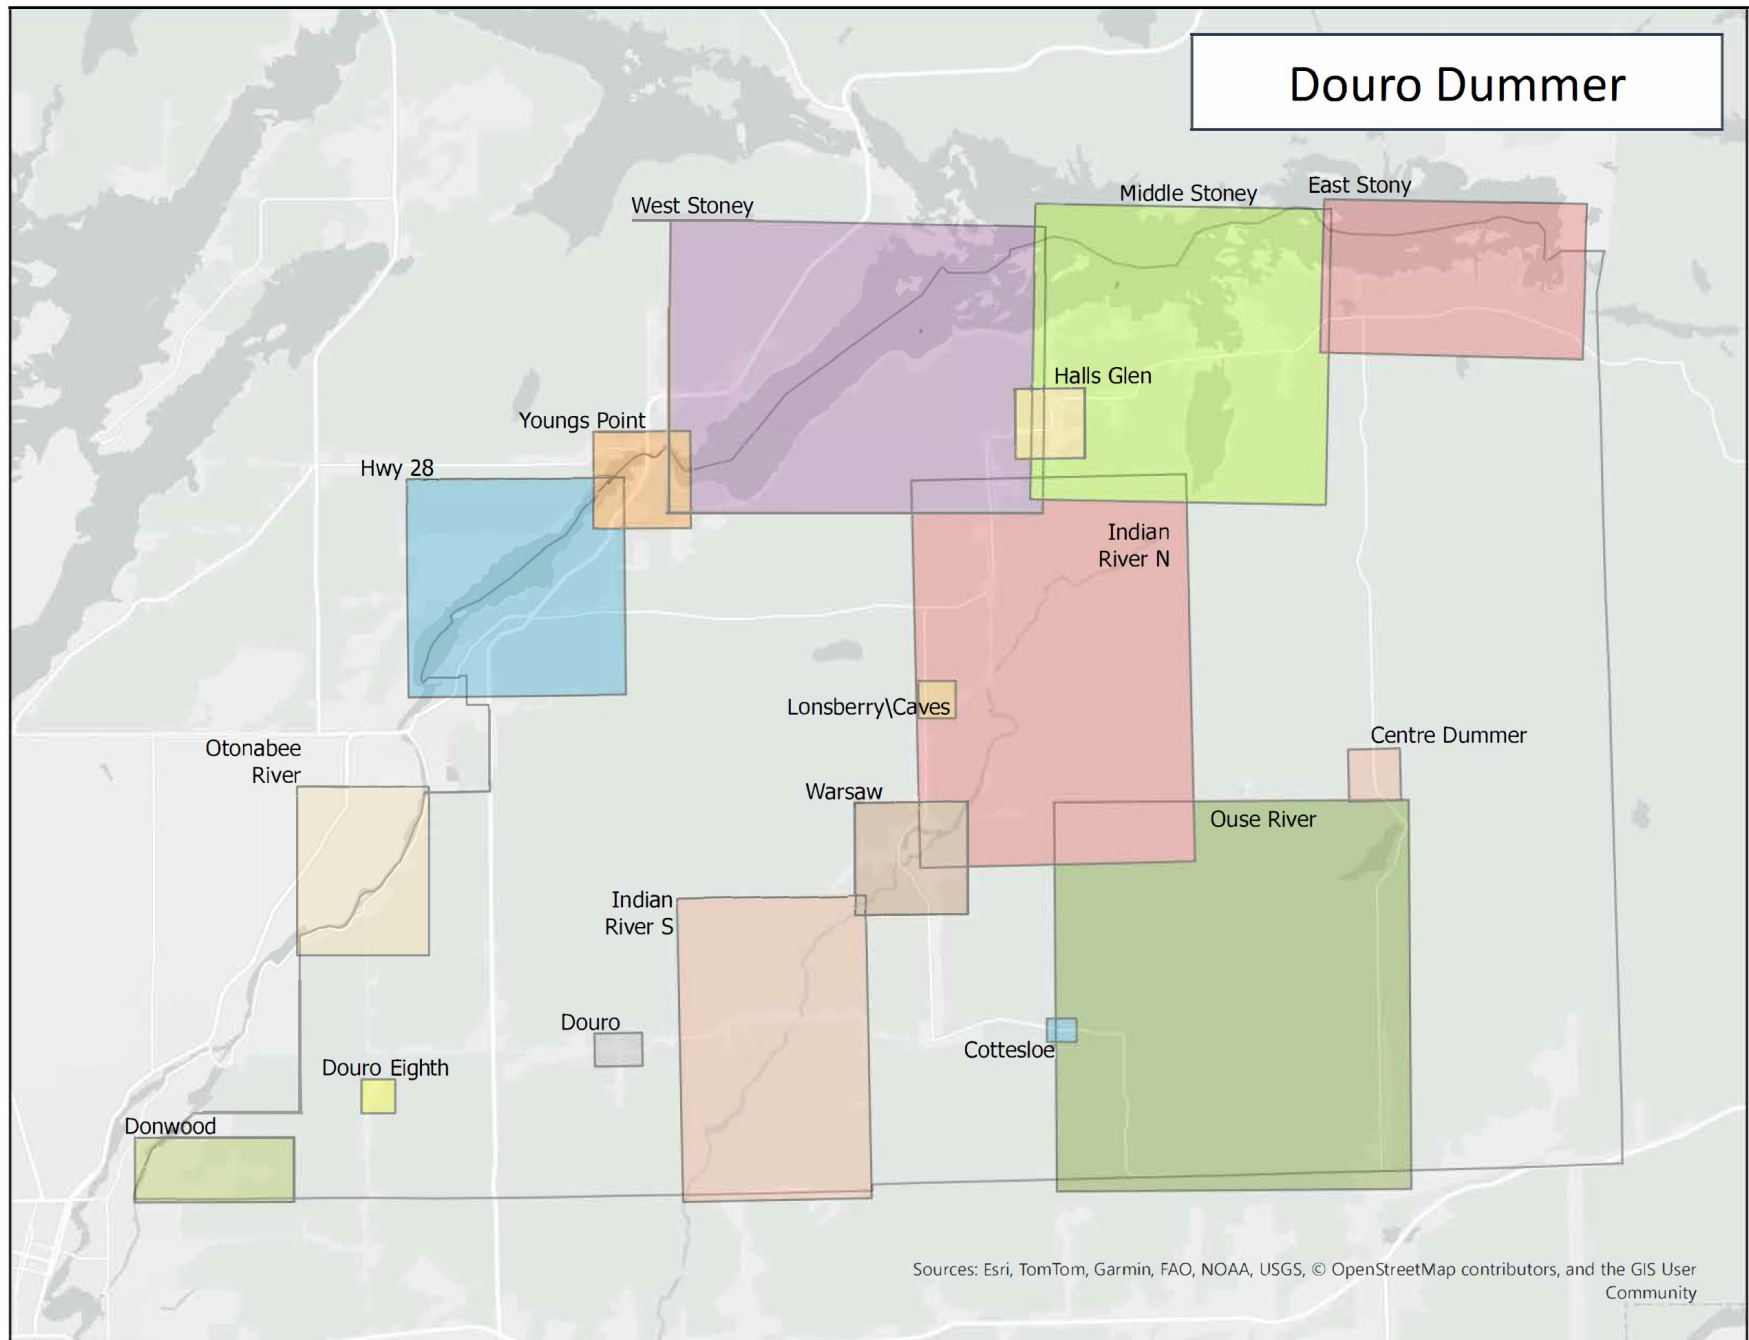 Douro Dummer
East Stony
Middle Stoney
West Stoney
Halls Glen
Youngs Point
Hwy 28
Indian
River N
Lonsberry\Caves
Centre Dummer
Otonabee
River
Warsaw
Ouse River
Indian
River S
Douro
Cottesloe
Douro Eighth
Donwood
Sources: Esri, TomTom, Garmin, FAO, NOAA, USGS, © OpenStreetMap contributors, and the GIS User
Community